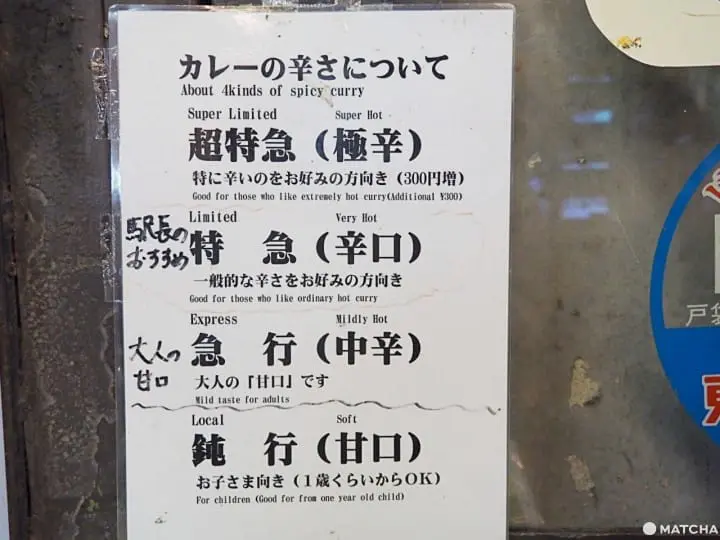 カレーの辛さについて
About 4kinds of spicy curry
Super Limited Super Hot
超特急（極辛）
特に辛いのをお好みの方向き（300円増）
Good for those who like extremely hot curry(Additional ¥300)
Limited Very Hot
駅長の
おすすめ
特　急（辛口）
一般的な辛さをお好みの方向き
Good for those who like ordinary hot curry
Express Mildly Hot
大人の
甘口
急　行（中辛）
大人の「甘口」です
Mild taste for adults
Local Soft
鈍　行（甘口）
お子さま向き（1歳くらいからOK）
For children (Good for from one year old child)
戸袋
MATCHA